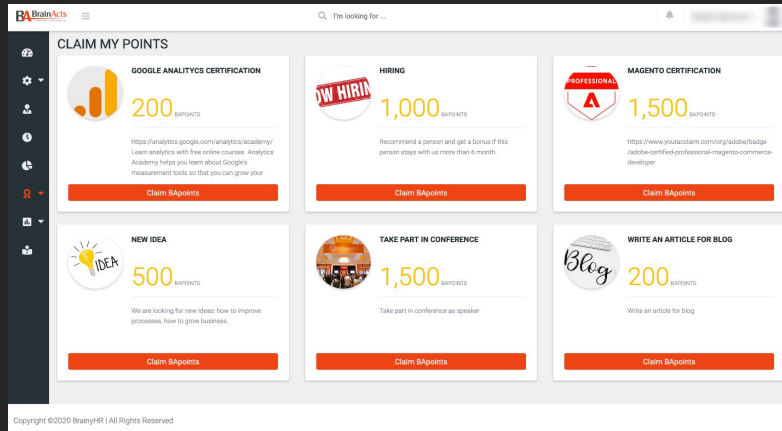 BA BrainActs
I'm looking for ...
CLAIM MY POINTS
GOOGLE ANALITYCS CERTIFICATION
200 BAPOINTS
https://analytics.google.com/analytics/academy/
Learn analytics with free online courses. Analytics
Academy helps you learn about Google's
measurement tools so that you can grow your
Claim BApoints
NOW HIRIN
HIRING
1,000 BAPOINTS
Recommend a person and get a bonus if this
person stays with us more than 6 month.
Claim BApoints
PROFESSIONAL
MAGENTO CERTIFICATION
1,500 BAPOINTS
https://www.youracclaim.com/org/adobe/badge
/adobe-certified-professional-magento-commerce-
developer
Claim BApoints
IDEA
NEW IDEA
500 BAPOINTS
We are looking for new ideas: how to improve
processes, how to grow business.
Claim BApoints
TAKE PART IN CONFERENCE
1,500 BAPOINTS
Take part in conference as speaker
Claim BApoints
Blog
WRITE AN ARTICLE FOR BLOG
200 BAPOINTS
Write an article for blog
Claim BApoints
Copyright ©2020 BrainyHR | All Rights Reserved